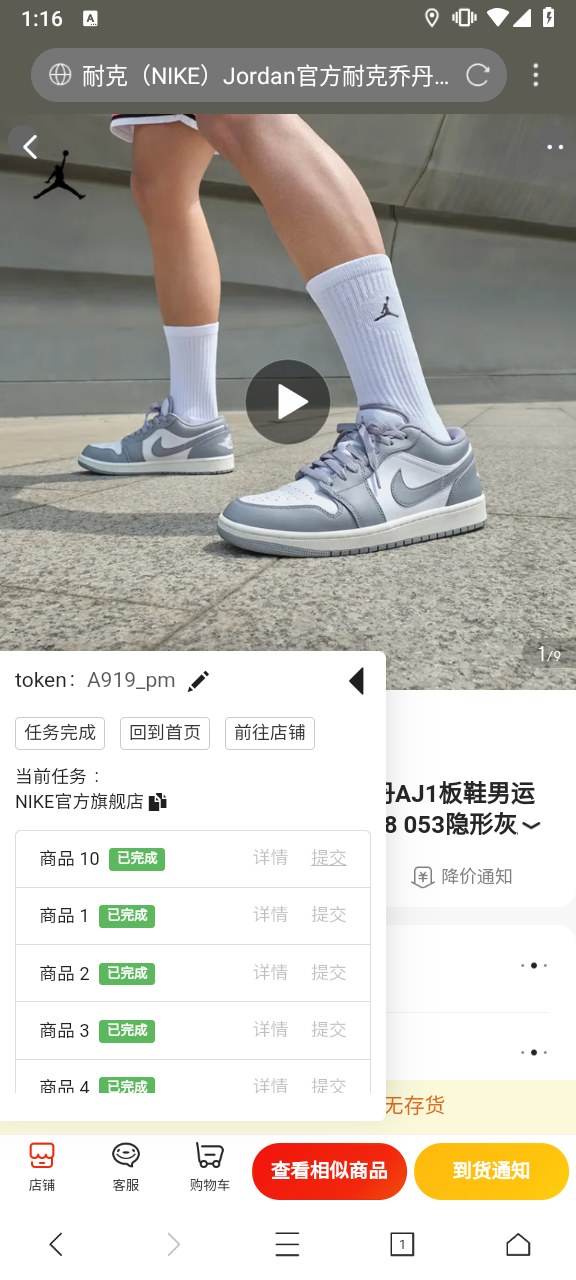 1:16
A
耐克（NIKE）Jordan官方耐克乔丹...
1/9
token: A919_pm
任务完成 回到首页 前往店铺
当前任务：
NIKE官方旗舰店
商品 10 已完成 详情 提交
商品 1 已完成 详情 提交
商品 2 已完成 详情 提交
商品 3 已完成 详情 提交
商品 4 已完成 详情 提交
AJ1板鞋男运
8 053隐形灰
降价通知
无存货
店铺 客服 购物车 查看相似商品 到货通知
1